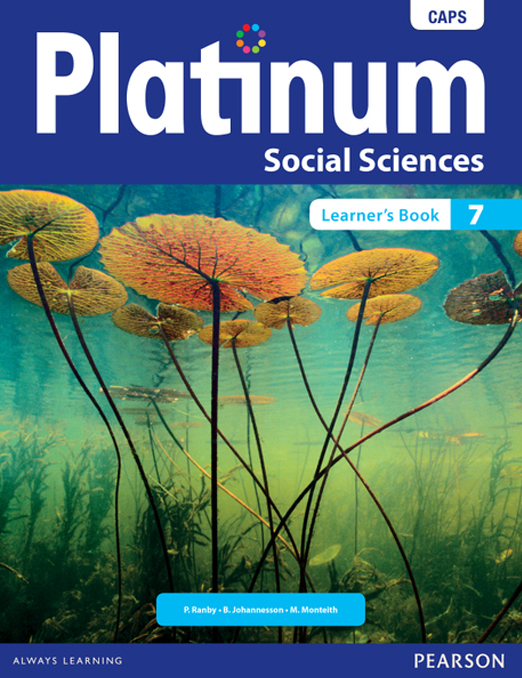 CAPS
Platinum
Social Sciences
Learner's Book 7
P. Ranby • B. Johannesson • M. Monteith
ALWAYS LEARNING
PEARSON